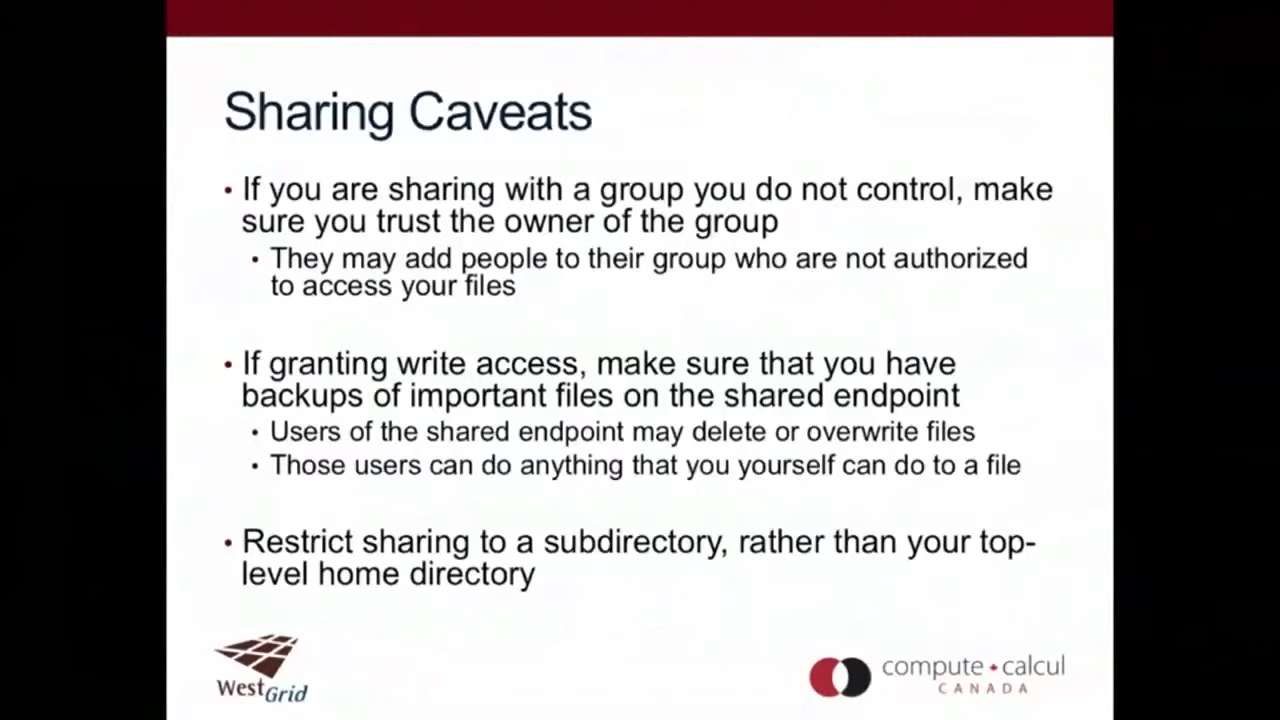 Sharing Caveats
• If you are sharing with a group you do not control, make
sure you trust the owner of the group
• They may add people to their group who are not authorized
to access your files
• If granting write access, make sure that you have
backups of important files on the shared endpoint
• Users of the shared endpoint may delete or overwrite files
• Those users can do anything that you yourself can do to a file
• Restrict sharing to a subdirectory, rather than your top-
level home directory
WestGrid
compute • calcul
CANADA